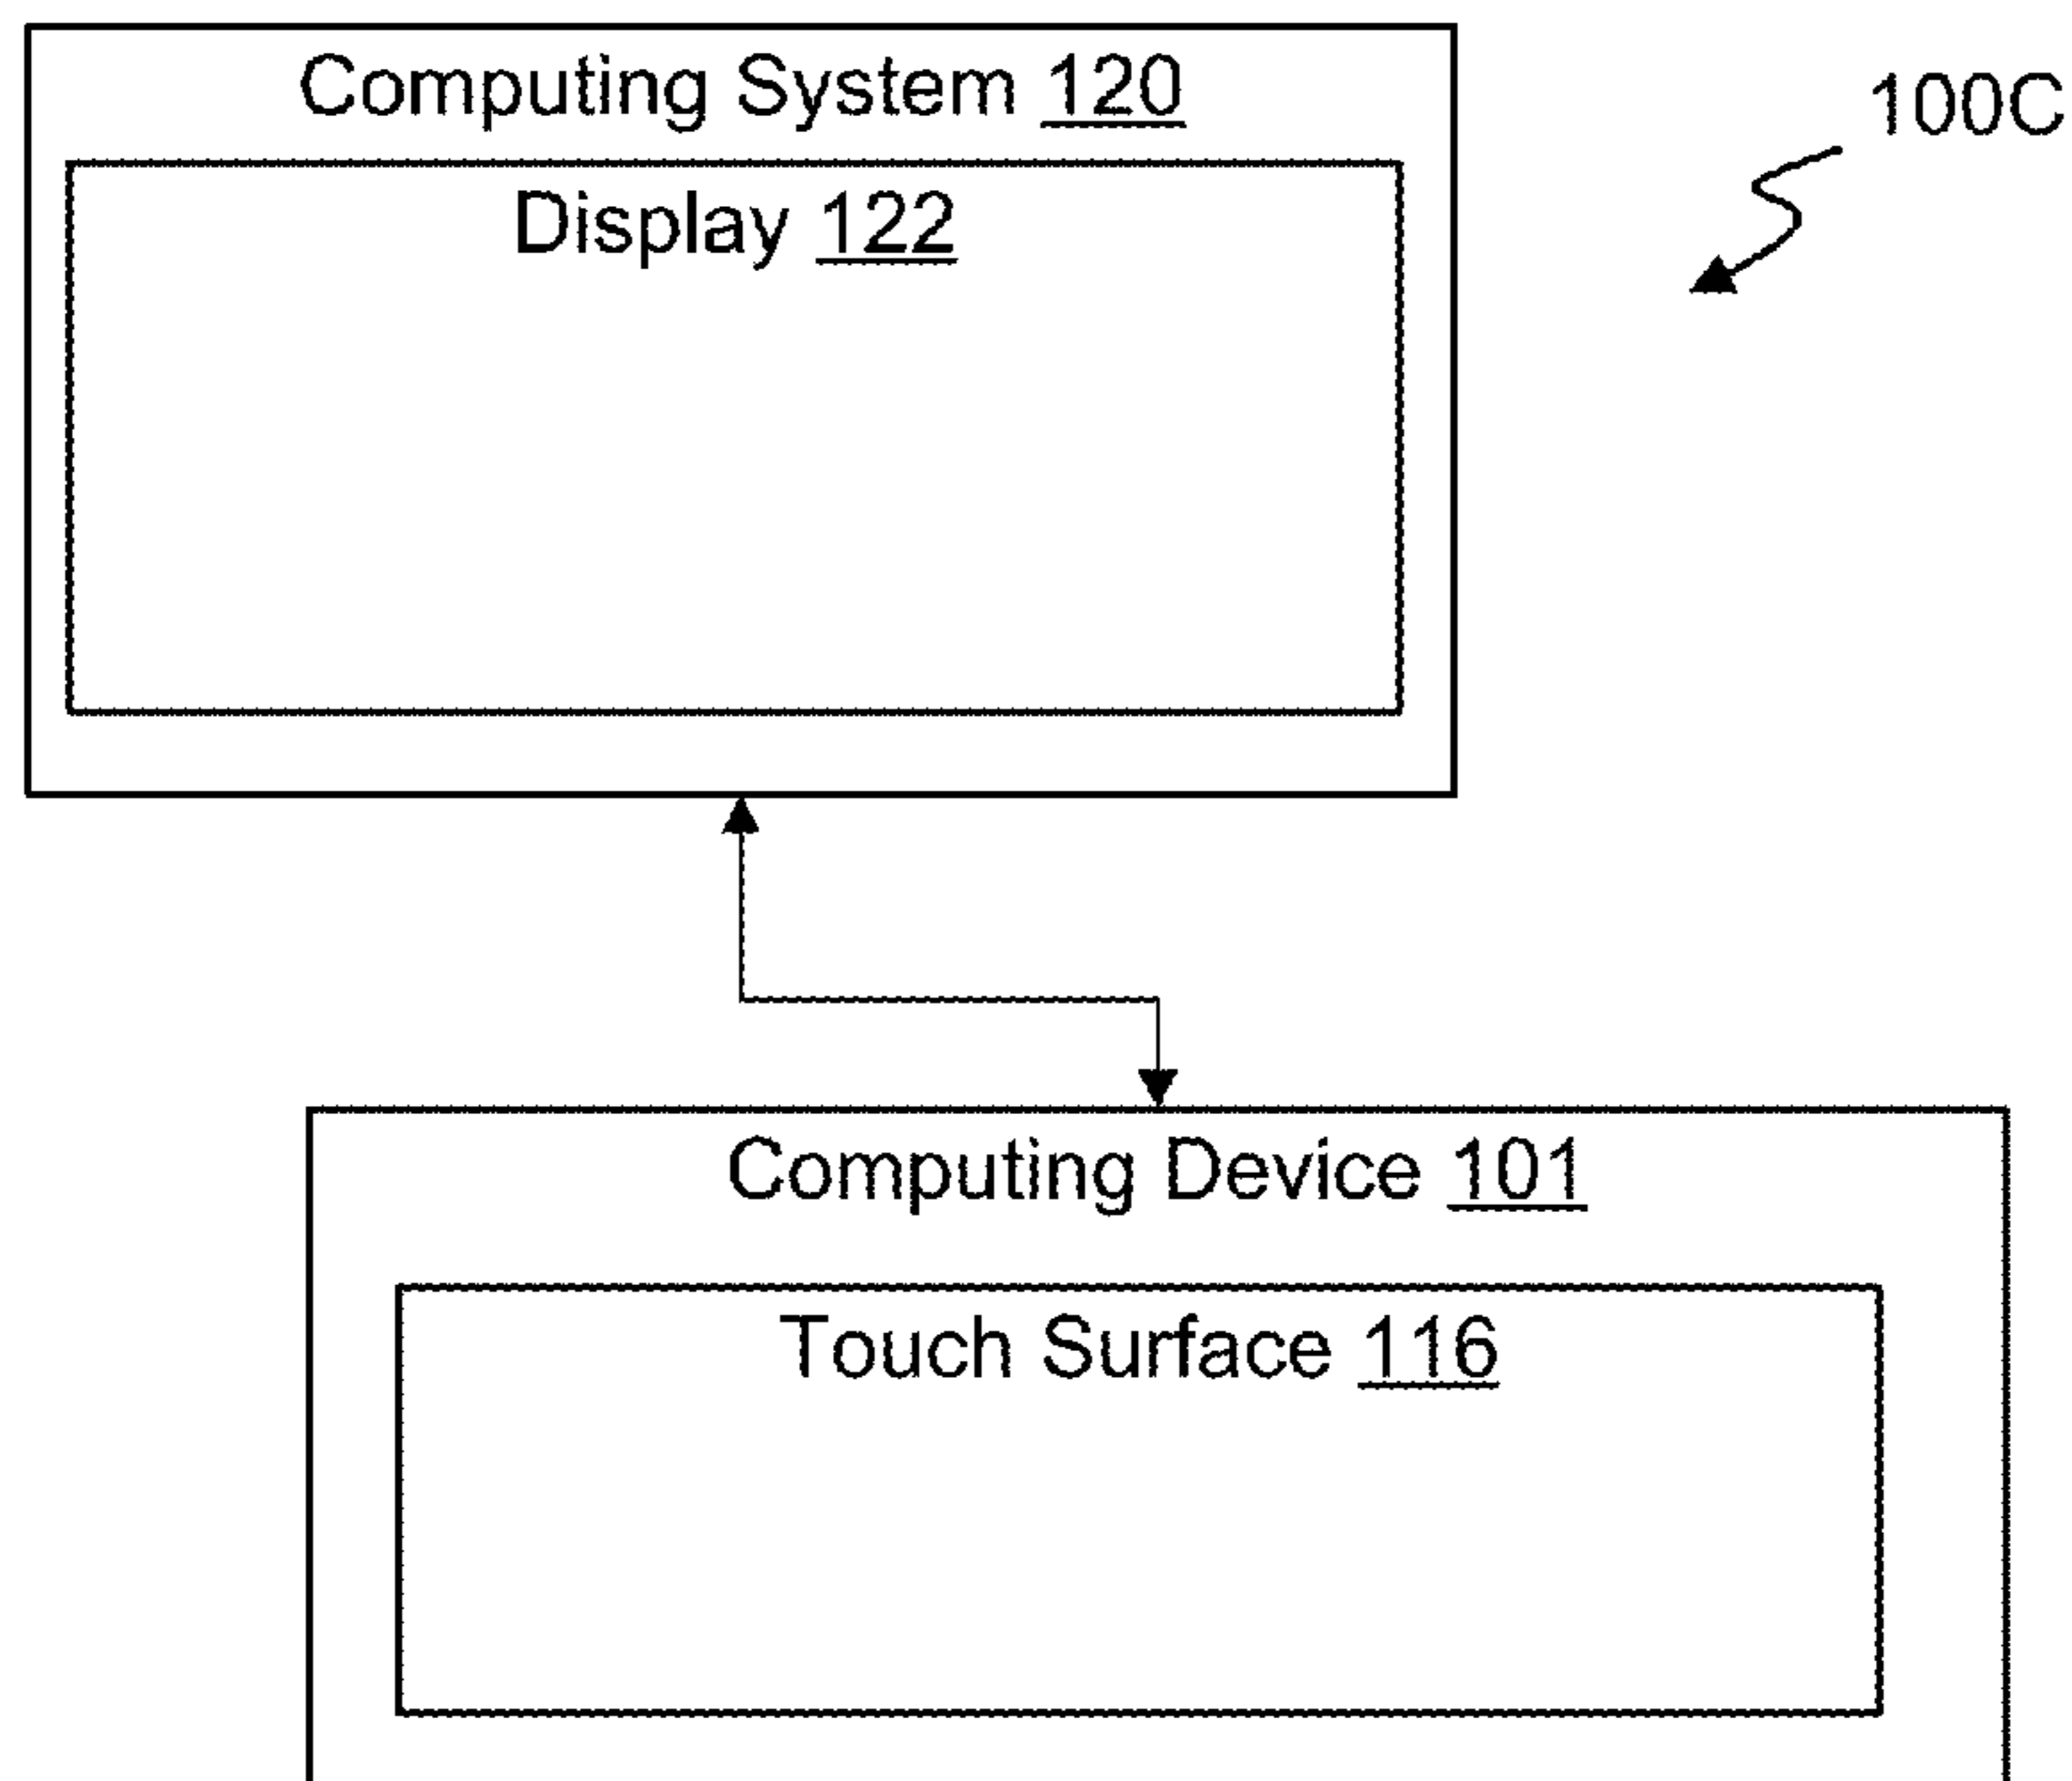 Computing System 120
100C
Display 122
Computing Device 101
Touch Surface 116